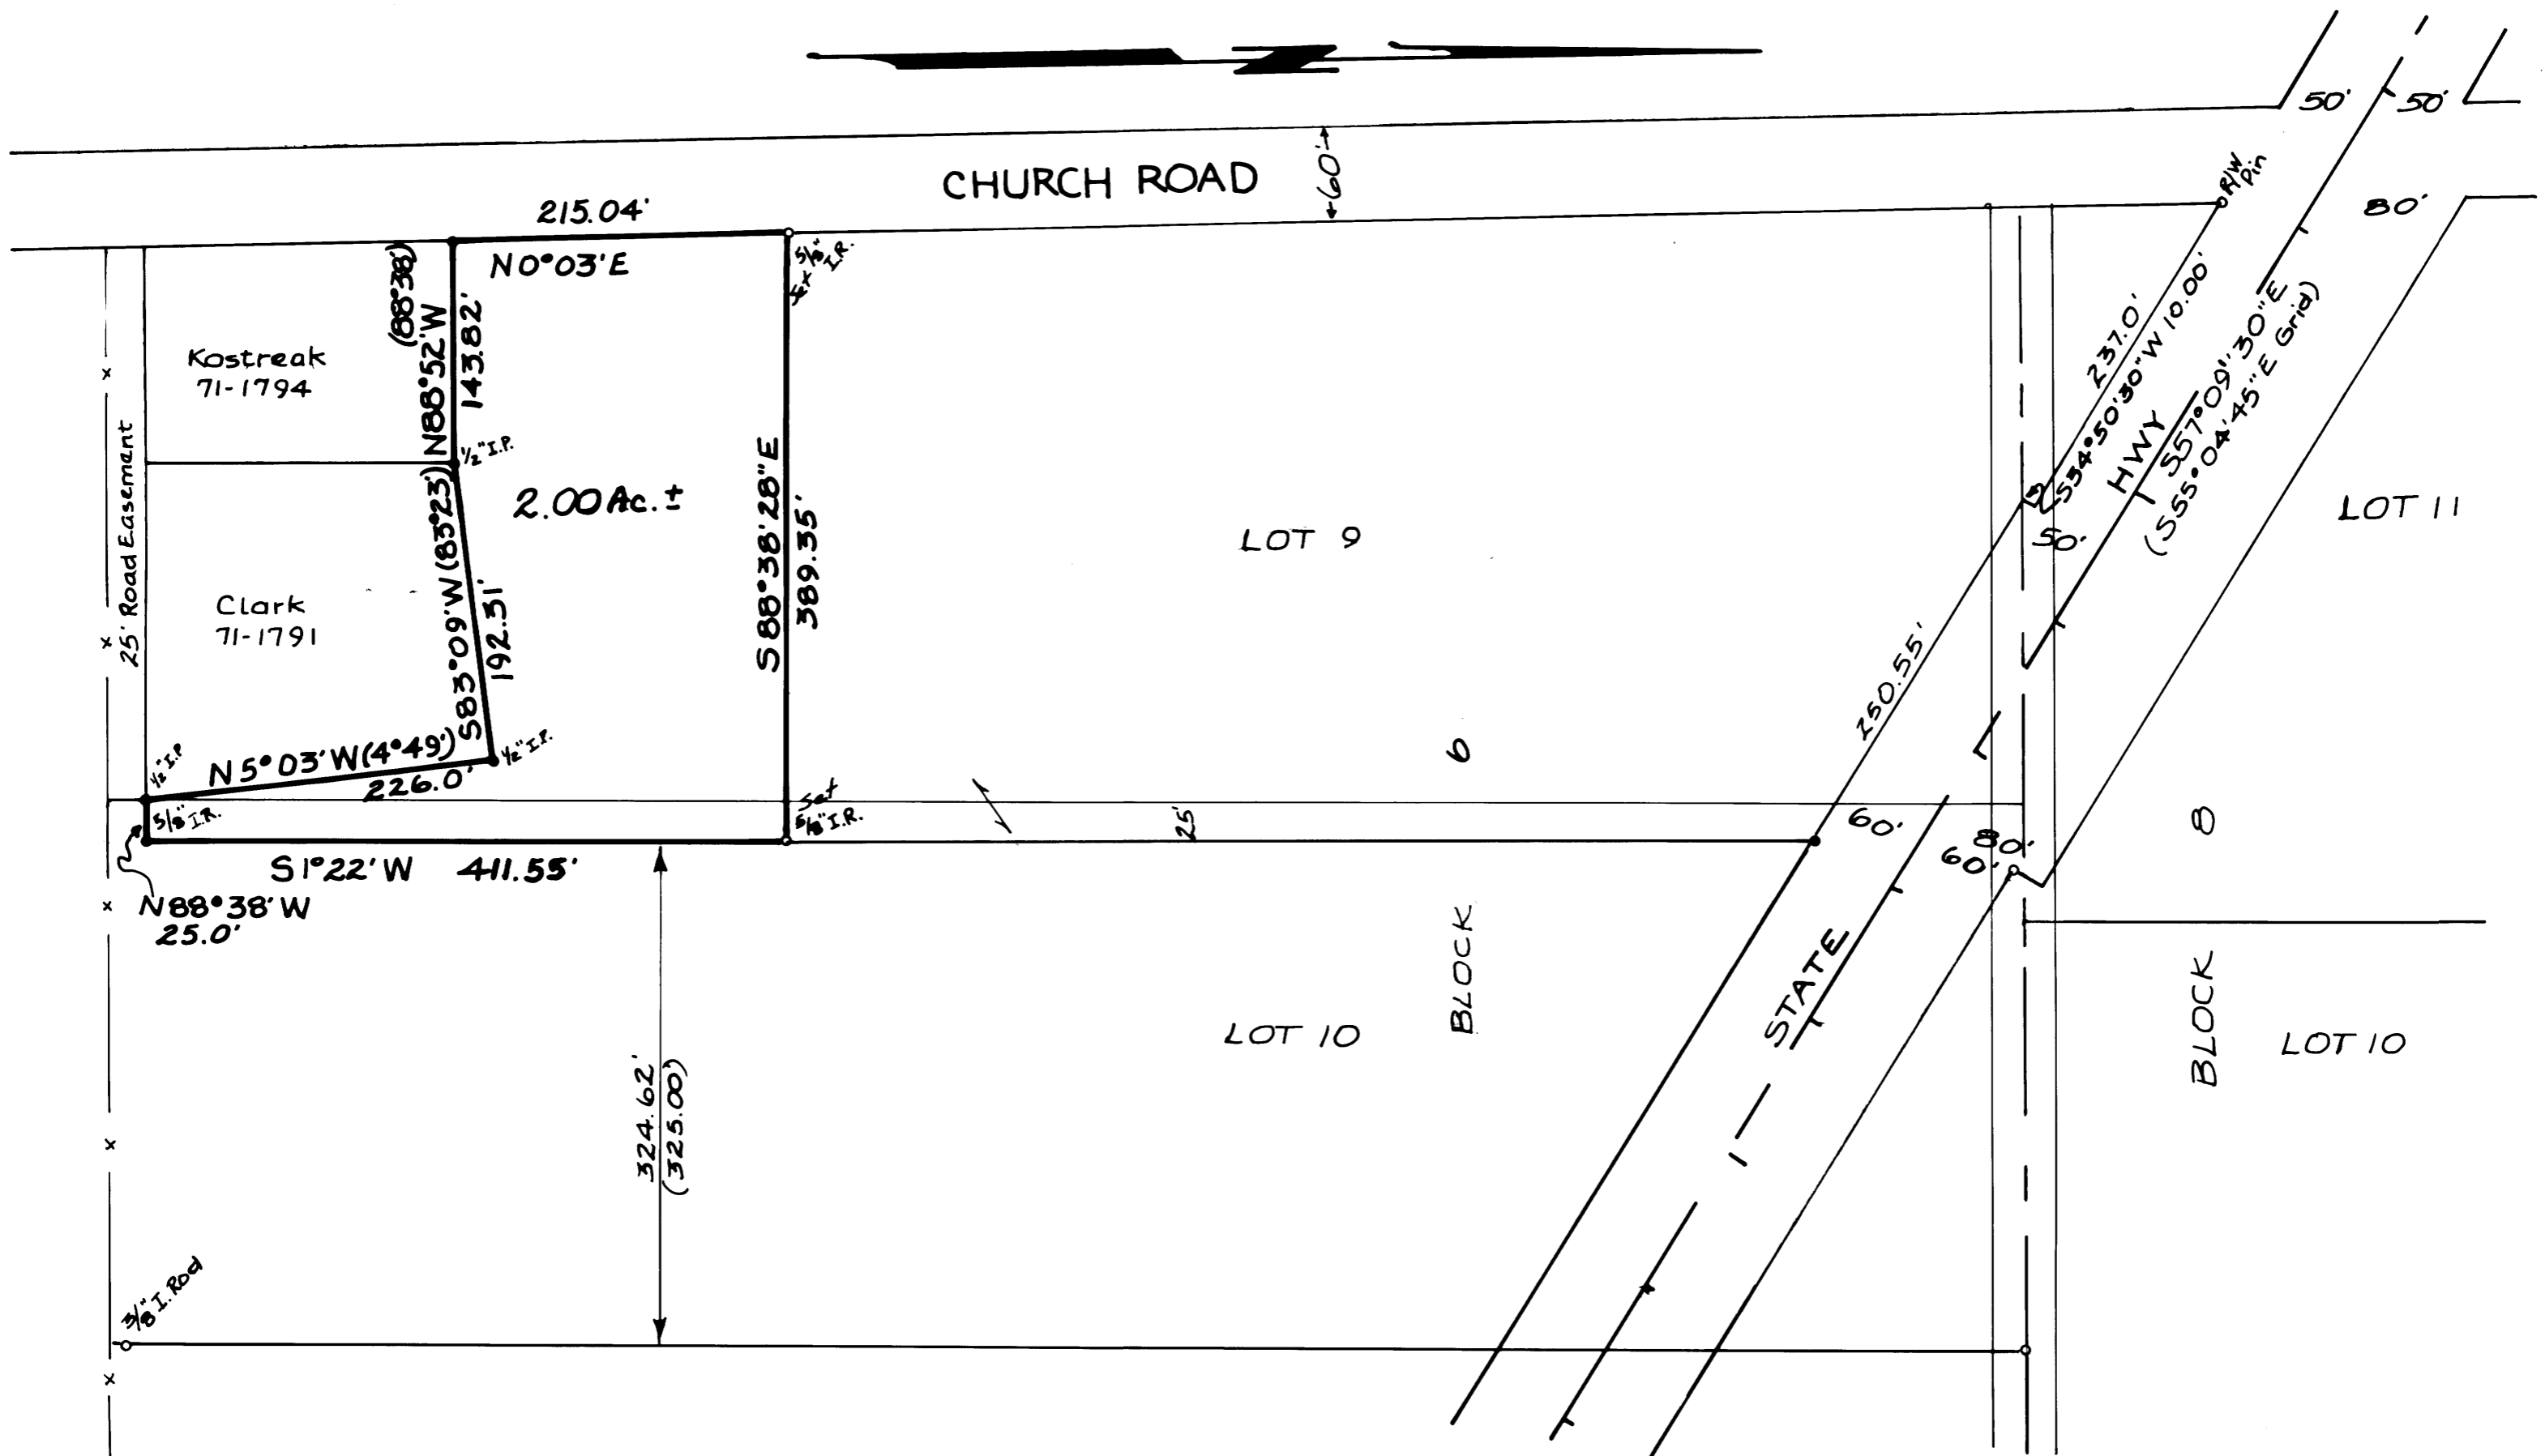 CHURCH ROAD
60'
50'
50'
80'
R/W
Pin
215.04'
N0°03'E
5/8"
I.R.
(88°38')
N88°52'W
143.82'
Kostreak
71-1794
25' Road Easement
1/2" I.P.
2.00 Ac. ±
S88°38'28"E
389.35'
Clark
71-1791
S83°09'W (83°23')
192.31'
1/2" I.P.
N5°03'W (4°49')
226.0'
1/2" I.P.
5/8" I.R.
Set
5/8" I.R.
25'
S1°22'W 411.55'
N88°38'W
25.0'
324.62'
(325.00')
LOT 9
6
BLOCK
LOT 10
237.0'
S34°50'30"W 10.00'
HWY
S57°09'30"E
(S55°04'45"E Grid)
50'
LOT 11
250.55'
60'
80'
60'
8
BLOCK
LOT 10
STATE
5/8" I. Rod